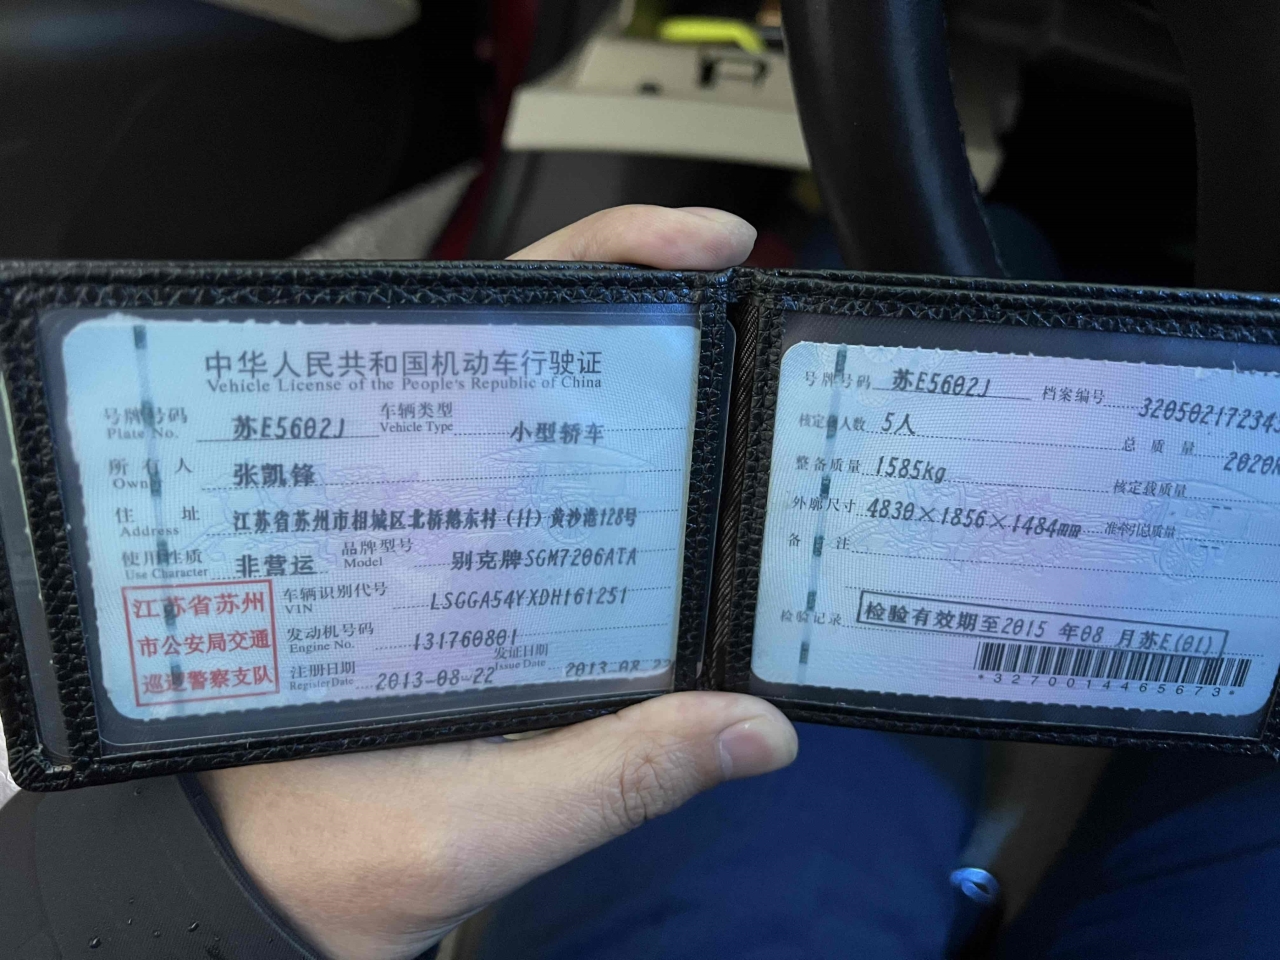 中华人民共和国机动车行驶证
Vehicle License of the People's Republic of China
号牌号码 Plate No. 苏E5602J 车辆类型 Vehicle Type 小型轿车
所有人 Owner 张凯锋
住址 Address 江苏省苏州市相城区北桥 东村(11)黄沙港128号
使用性质 Use Character 非营运 品牌型号 Model 别克牌SGM7206ATA
车辆识别代号 VIN LSGGA54YXDH161251
发动机号码 Engine No. 131760801
注册日期 Register Date 2013-08-22 发证日期 Issue Date 2013-08-22
江苏省苏州
市公安局交通
巡逻警察支队
号牌号码 苏E5602J 档案编号 320502172343
核定载人数 5人 总质量 2020
整备质量 1585kg 核定载质量 --
外廓尺寸 4830×1856×1484mm 准牵引总质量 --
备注
检验记录 检验有效期至2015 年08 月苏E(01)
*3270014465673*